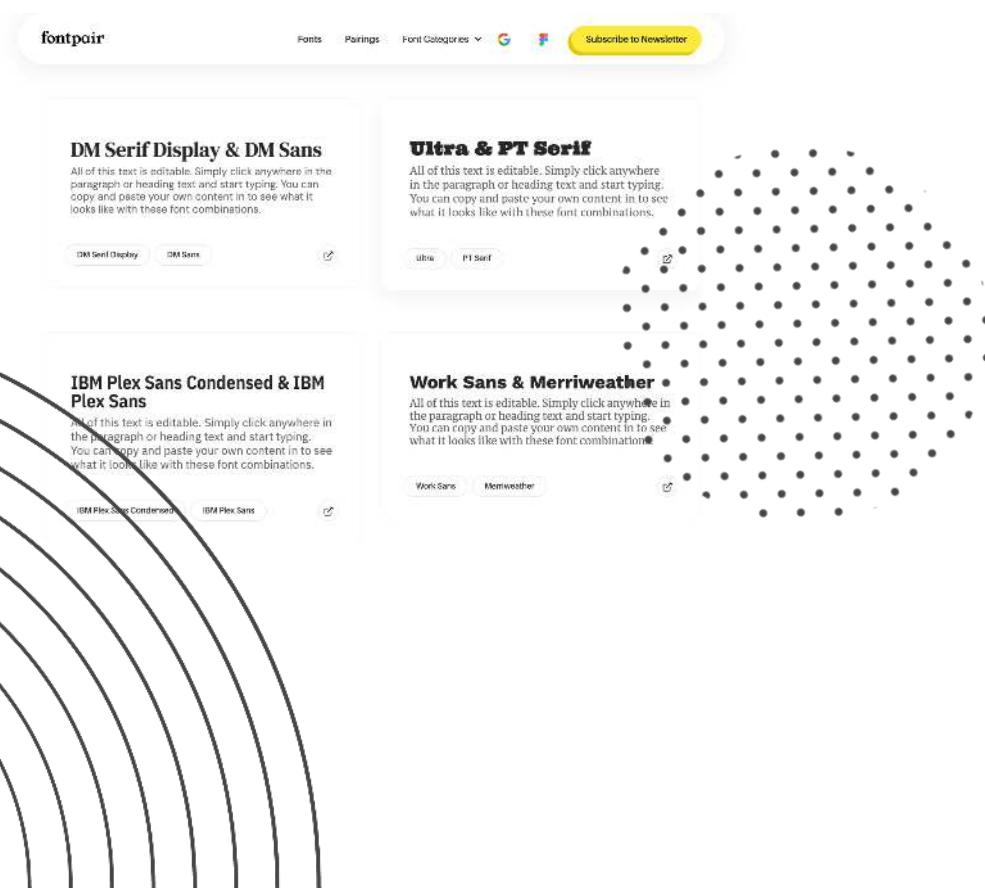 fontpair
Fonts
Pairings
Font Categories
Subscribe to Newsletter
DM Serif Display & DM Sans
All of this text is editable. Simply click anywhere in the
paragraph or heading text and start typing. You can
copy and paste your own content in to see what it
looks like with these font combinations.
DM Serif Display
DM Sans
Ultra & PT Serif
All of this text is editable. Simply click anywhere
in the paragraph or heading text and start typing.
You can copy and paste your own content in to see
what it looks like with these font combinations.
Ultra
PT Serif
IBM Plex Sans Condensed & IBM
Plex Sans
All of this text is editable. Simply click anywhere in
the paragraph or heading text and start typing.
You can copy and paste your own content in to see
what it looks like with these font combinations.
IBM Plex Sans Condensed
IBM Plex Sans
Work Sans & Merriweather
All of this text is editable. Simply click anywhere in
the paragraph or heading text and start typing.
You can copy and paste your own content in to see
what it looks like with these font combinations.
Work Sans
Merriweather